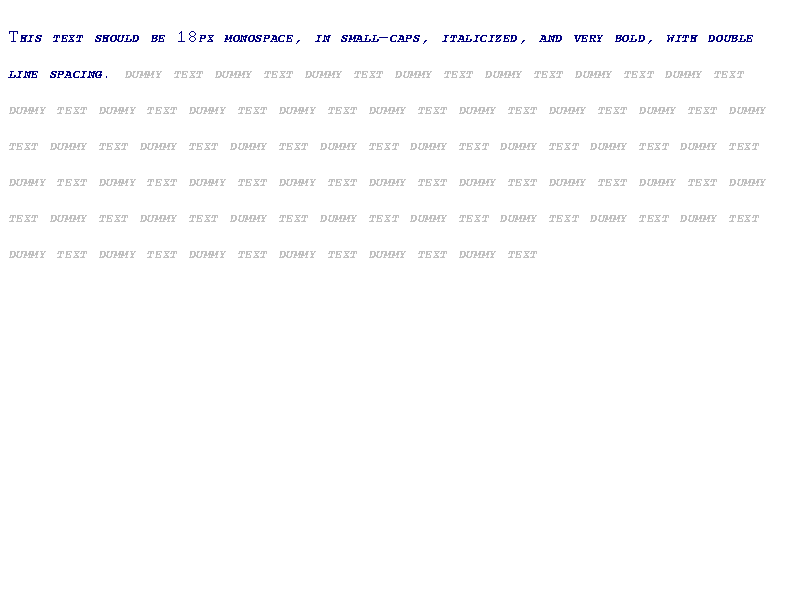 This text should be 18px monospace, in small-caps, italicized, and very bold, with double
line spacing. dummy text dummy text dummy text dummy text dummy text dummy text dummy text
dummy text dummy text dummy text dummy text dummy text dummy text dummy text dummy text dummy
text dummy text dummy text dummy text dummy text dummy text dummy text dummy text dummy text
dummy text dummy text dummy text dummy text dummy text dummy text dummy text dummy text dummy
text dummy text dummy text dummy text dummy text dummy text dummy text dummy text dummy text
dummy text dummy text dummy text dummy text dummy text dummy text